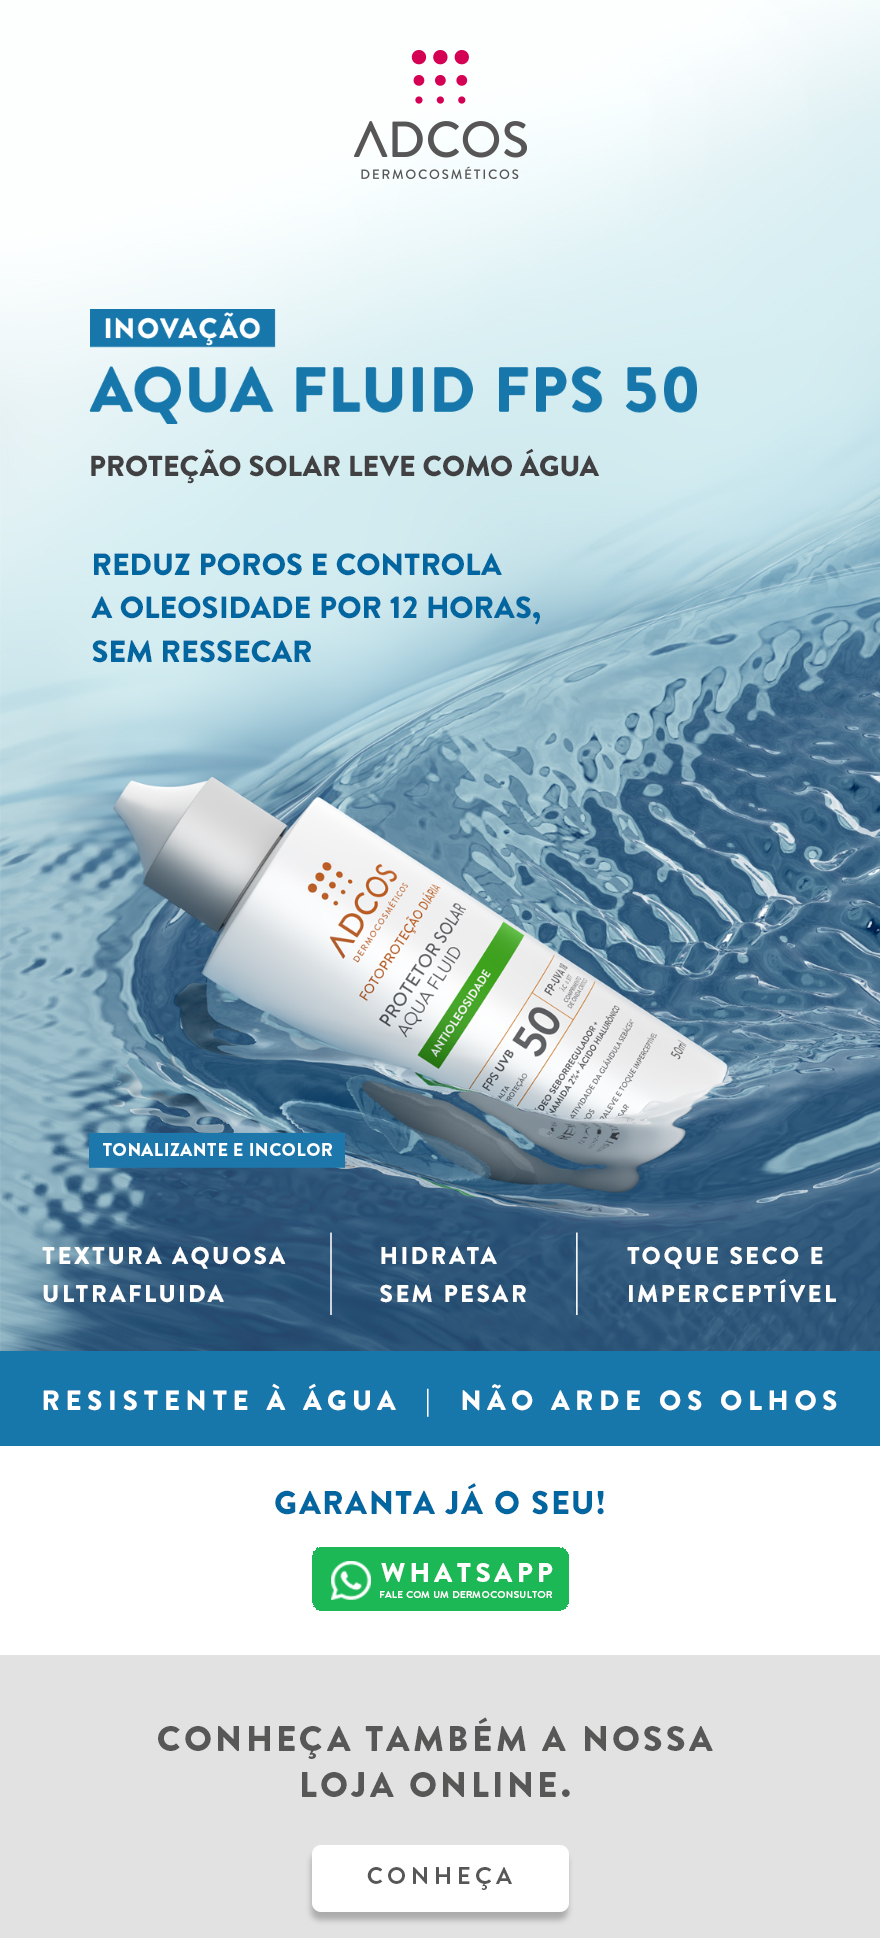 ADCOS
DERMOCOSMÉTICOS
INOVAÇÃO
AQUA FLUID FPS 50
PROTEÇÃO SOLAR LEVE COMO ÁGUA
REDUZ POROS E CONTROLA
A OLEOSIDADE POR 12 HORAS,
SEM RESSECAR
ADCOS
DERMOCOSMÉTICOS
FOTOPROTEÇÃO DIÁRIA
PROTETOR SOLAR
AQUA FLUID
ANTIOLEOSIDADE
FPS UVB
50
FP-UVA
50ml
TONALIZANTE E INCOLOR
TEXTURA AQUOSA
ULTRAFLUIDA
HIDRATA
SEM PESAR
TOQUE SECO E
IMPERCEPTÍVEL
RESISTENTE À ÁGUA | NÃO ARDE OS OLHOS
GARANTA JÁ O SEU!
WHATSAPP
FALE COM UM DERMOCONSULTOR
CONHEÇA TAMBÉM A NOSSA
LOJA ONLINE.
CONHEÇA